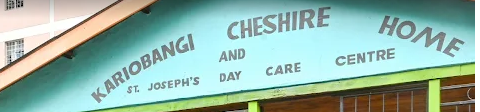 KARIOBANGI CHESHIRE HOME
AND
ST. JOSEPH'S DAY CARE CENTRE